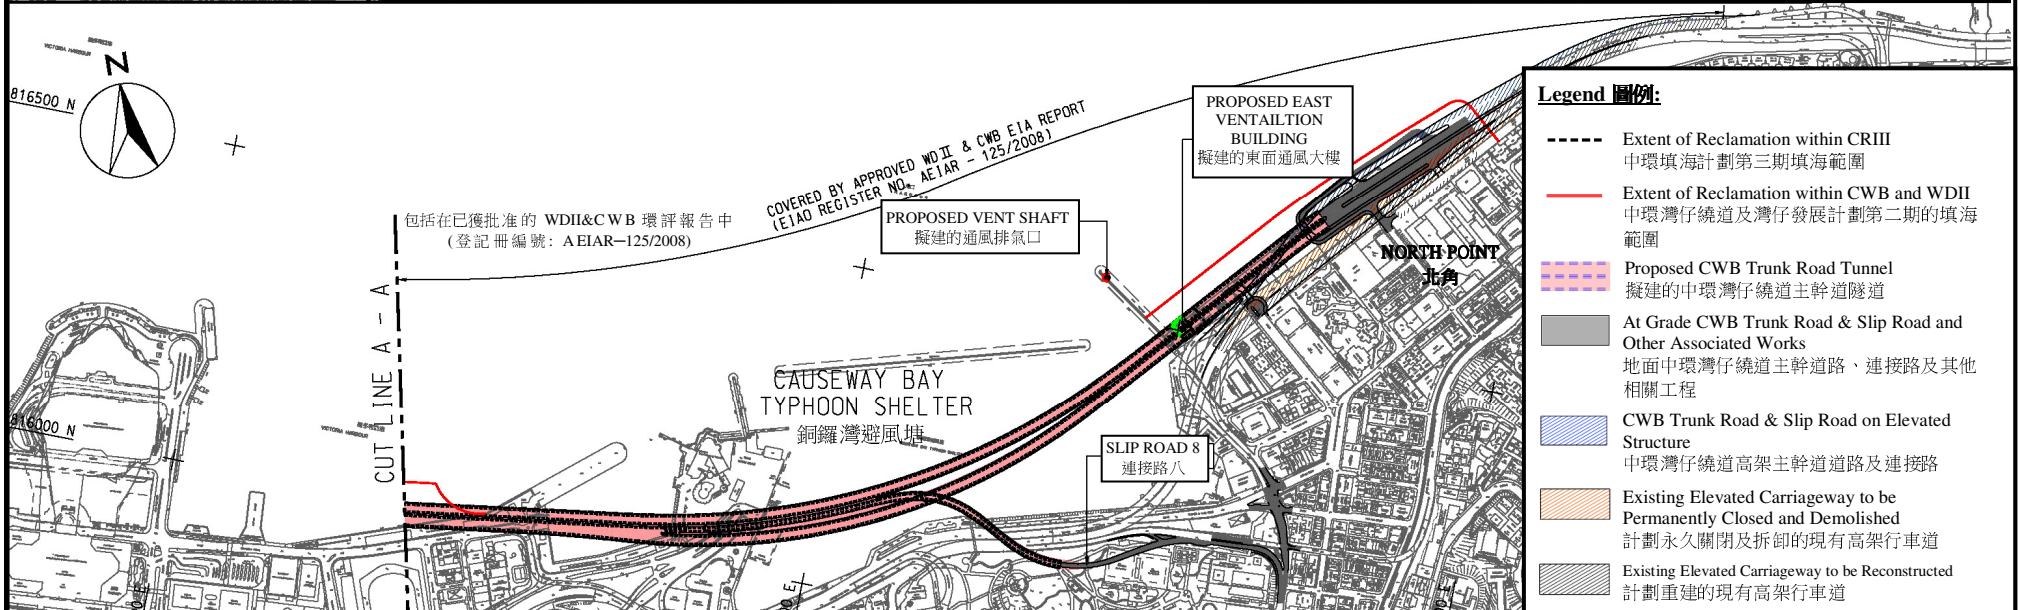 VICTORIA HARBOUR
N
816500 N
COVERED BY APPROVED WDII & CWB EIA REPORT
(EIAO REGISTER NO. AEIAR - 125/2008)
包括在已獲批准的 WDII&CWB 環評報告中
(登記冊編號: AEIAR-125/2008)
PROPOSED EAST
VENTAILTION
BUILDING
擬建的東面通風大樓
PROPOSED VENT SHAFT
擬建的通風排氣口
NORTH POINT
北角
CUT LINE A - A
CAUSEWAY BAY
TYPHOON SHELTER
銅鑼灣避風塘
816000 N
VICTORIA HARBOUR
SLIP ROAD 8
連接路八
Legend 圖例:
Extent of Reclamation within CRIII
中環填海計劃第三期填海範圍
Extent of Reclamation within CWB and WDII
中環灣仔繞道及灣仔發展計劃第二期的填海
範圍
Proposed CWB Trunk Road Tunnel
擬建的中環灣仔繞道主幹道隧道
At Grade CWB Trunk Road & Slip Road and
Other Associated Works
地面中環灣仔繞道主幹道路、連接路及其他
相關工程
CWB Trunk Road & Slip Road on Elevated
Structure
中環灣仔繞道高架主幹道道路及連接路
Existing Elevated Carriageway to be
Permanently Closed and Demolished
計劃永久關閉及拆卸的現有高架行車道
Existing Elevated Carriageway to be Reconstructed
計劃重建的現有高架行車道